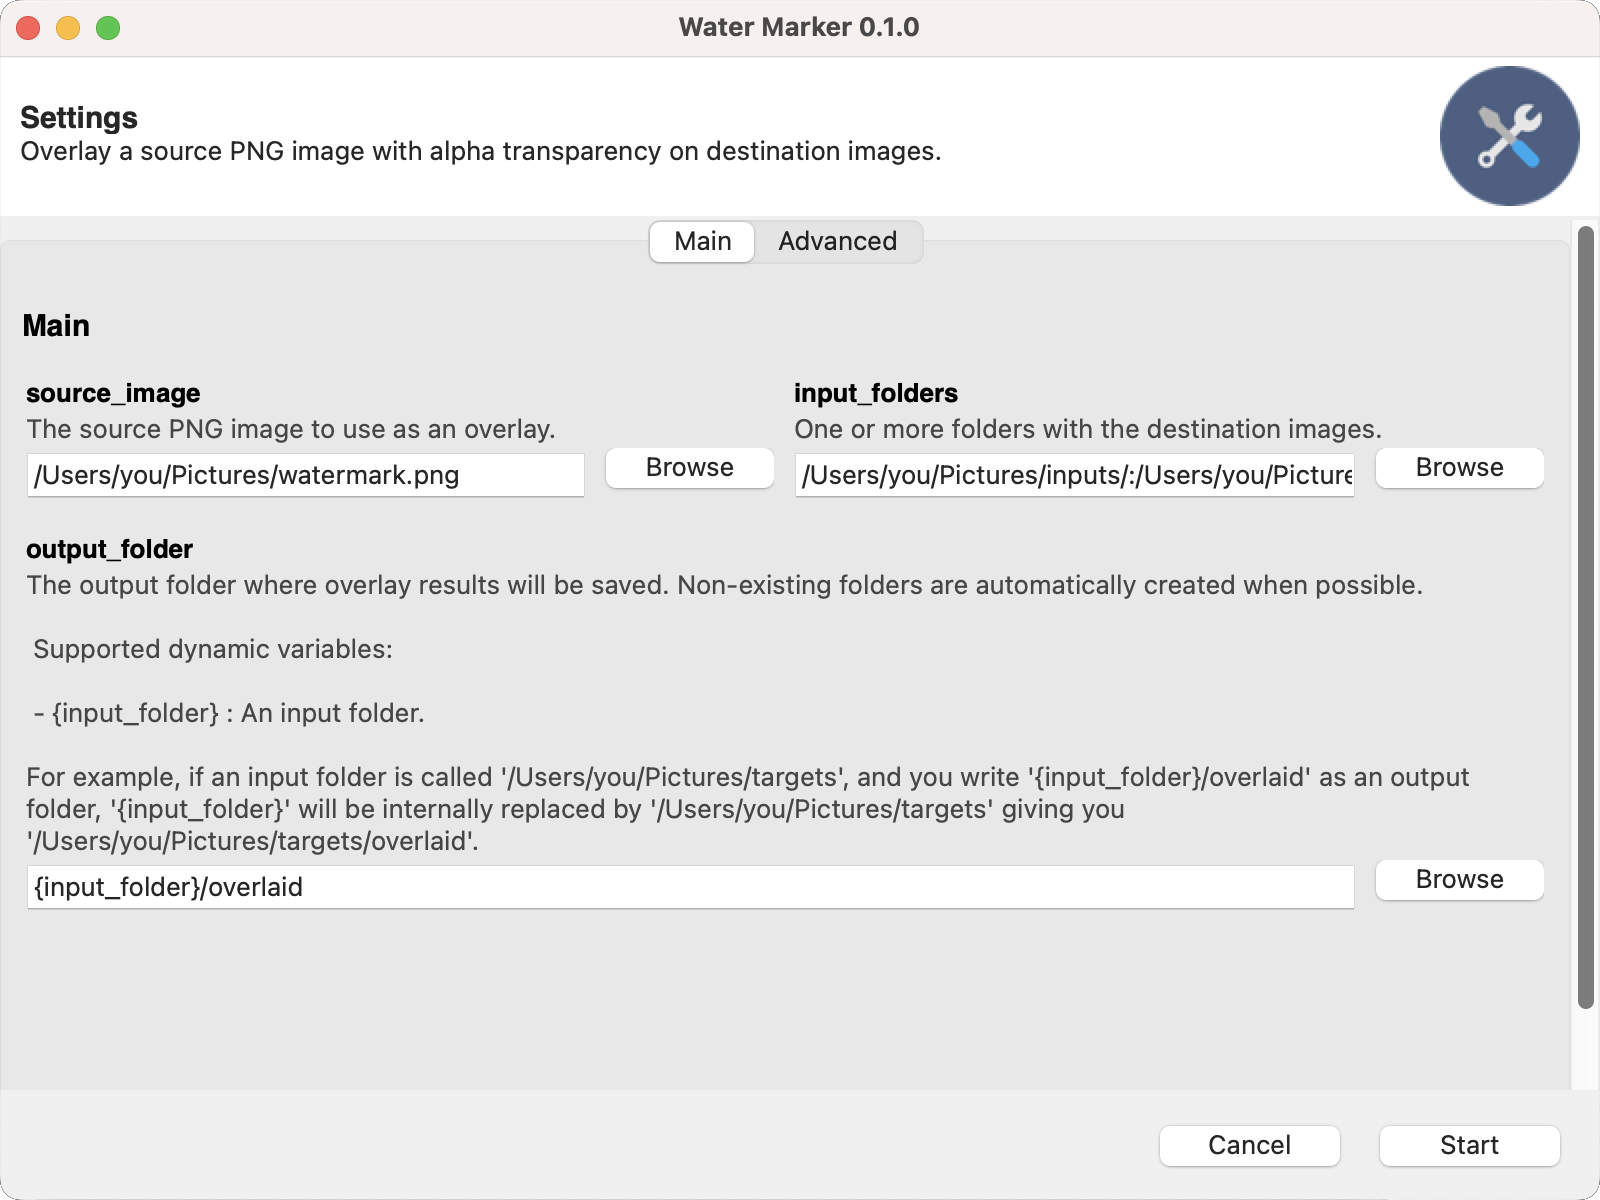 Water Marker 0.1.0
Settings
Overlay a source PNG image with alpha transparency on destination images.
Main
Advanced
Main
source_image
The source PNG image to use as an overlay.
/Users/you/Pictures/watermark.png
Browse
input_folders
One or more folders with the destination images.
/Users/you/Pictures/inputs/:/Users/you/Picture
Browse
output_folder
The output folder where overlay results will be saved. Non-existing folders are automatically created when possible.
Supported dynamic variables:
- {input_folder} : An input folder.
For example, if an input folder is called '/Users/you/Pictures/targets', and you write '{input_folder}/overlaid' as an output
folder, '{input_folder}' will be internally replaced by '/Users/you/Pictures/targets' giving you
'/Users/you/Pictures/targets/overlaid'.
{input_folder}/overlaid
Browse
Cancel
Start